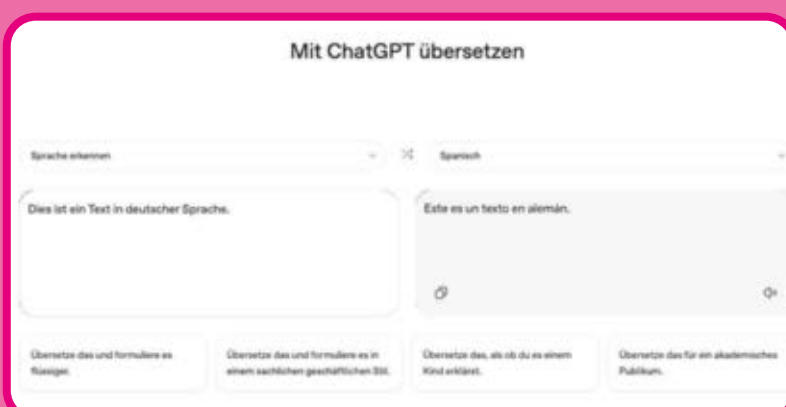 Mit ChatGPT übersetzen
Sprache erkennen
Spanisch
Dies ist ein Text in deutscher Sprache.
Este es un texto en alemán.
Übersetze das und formuliere es
flüssiger.
Übersetze das und formuliere es in
einem sachlichen geschäftlichen Stil.
Übersetze das, als ob du es einem
Kind erklärst.
Übersetze das für ein akademisches
Publikum.